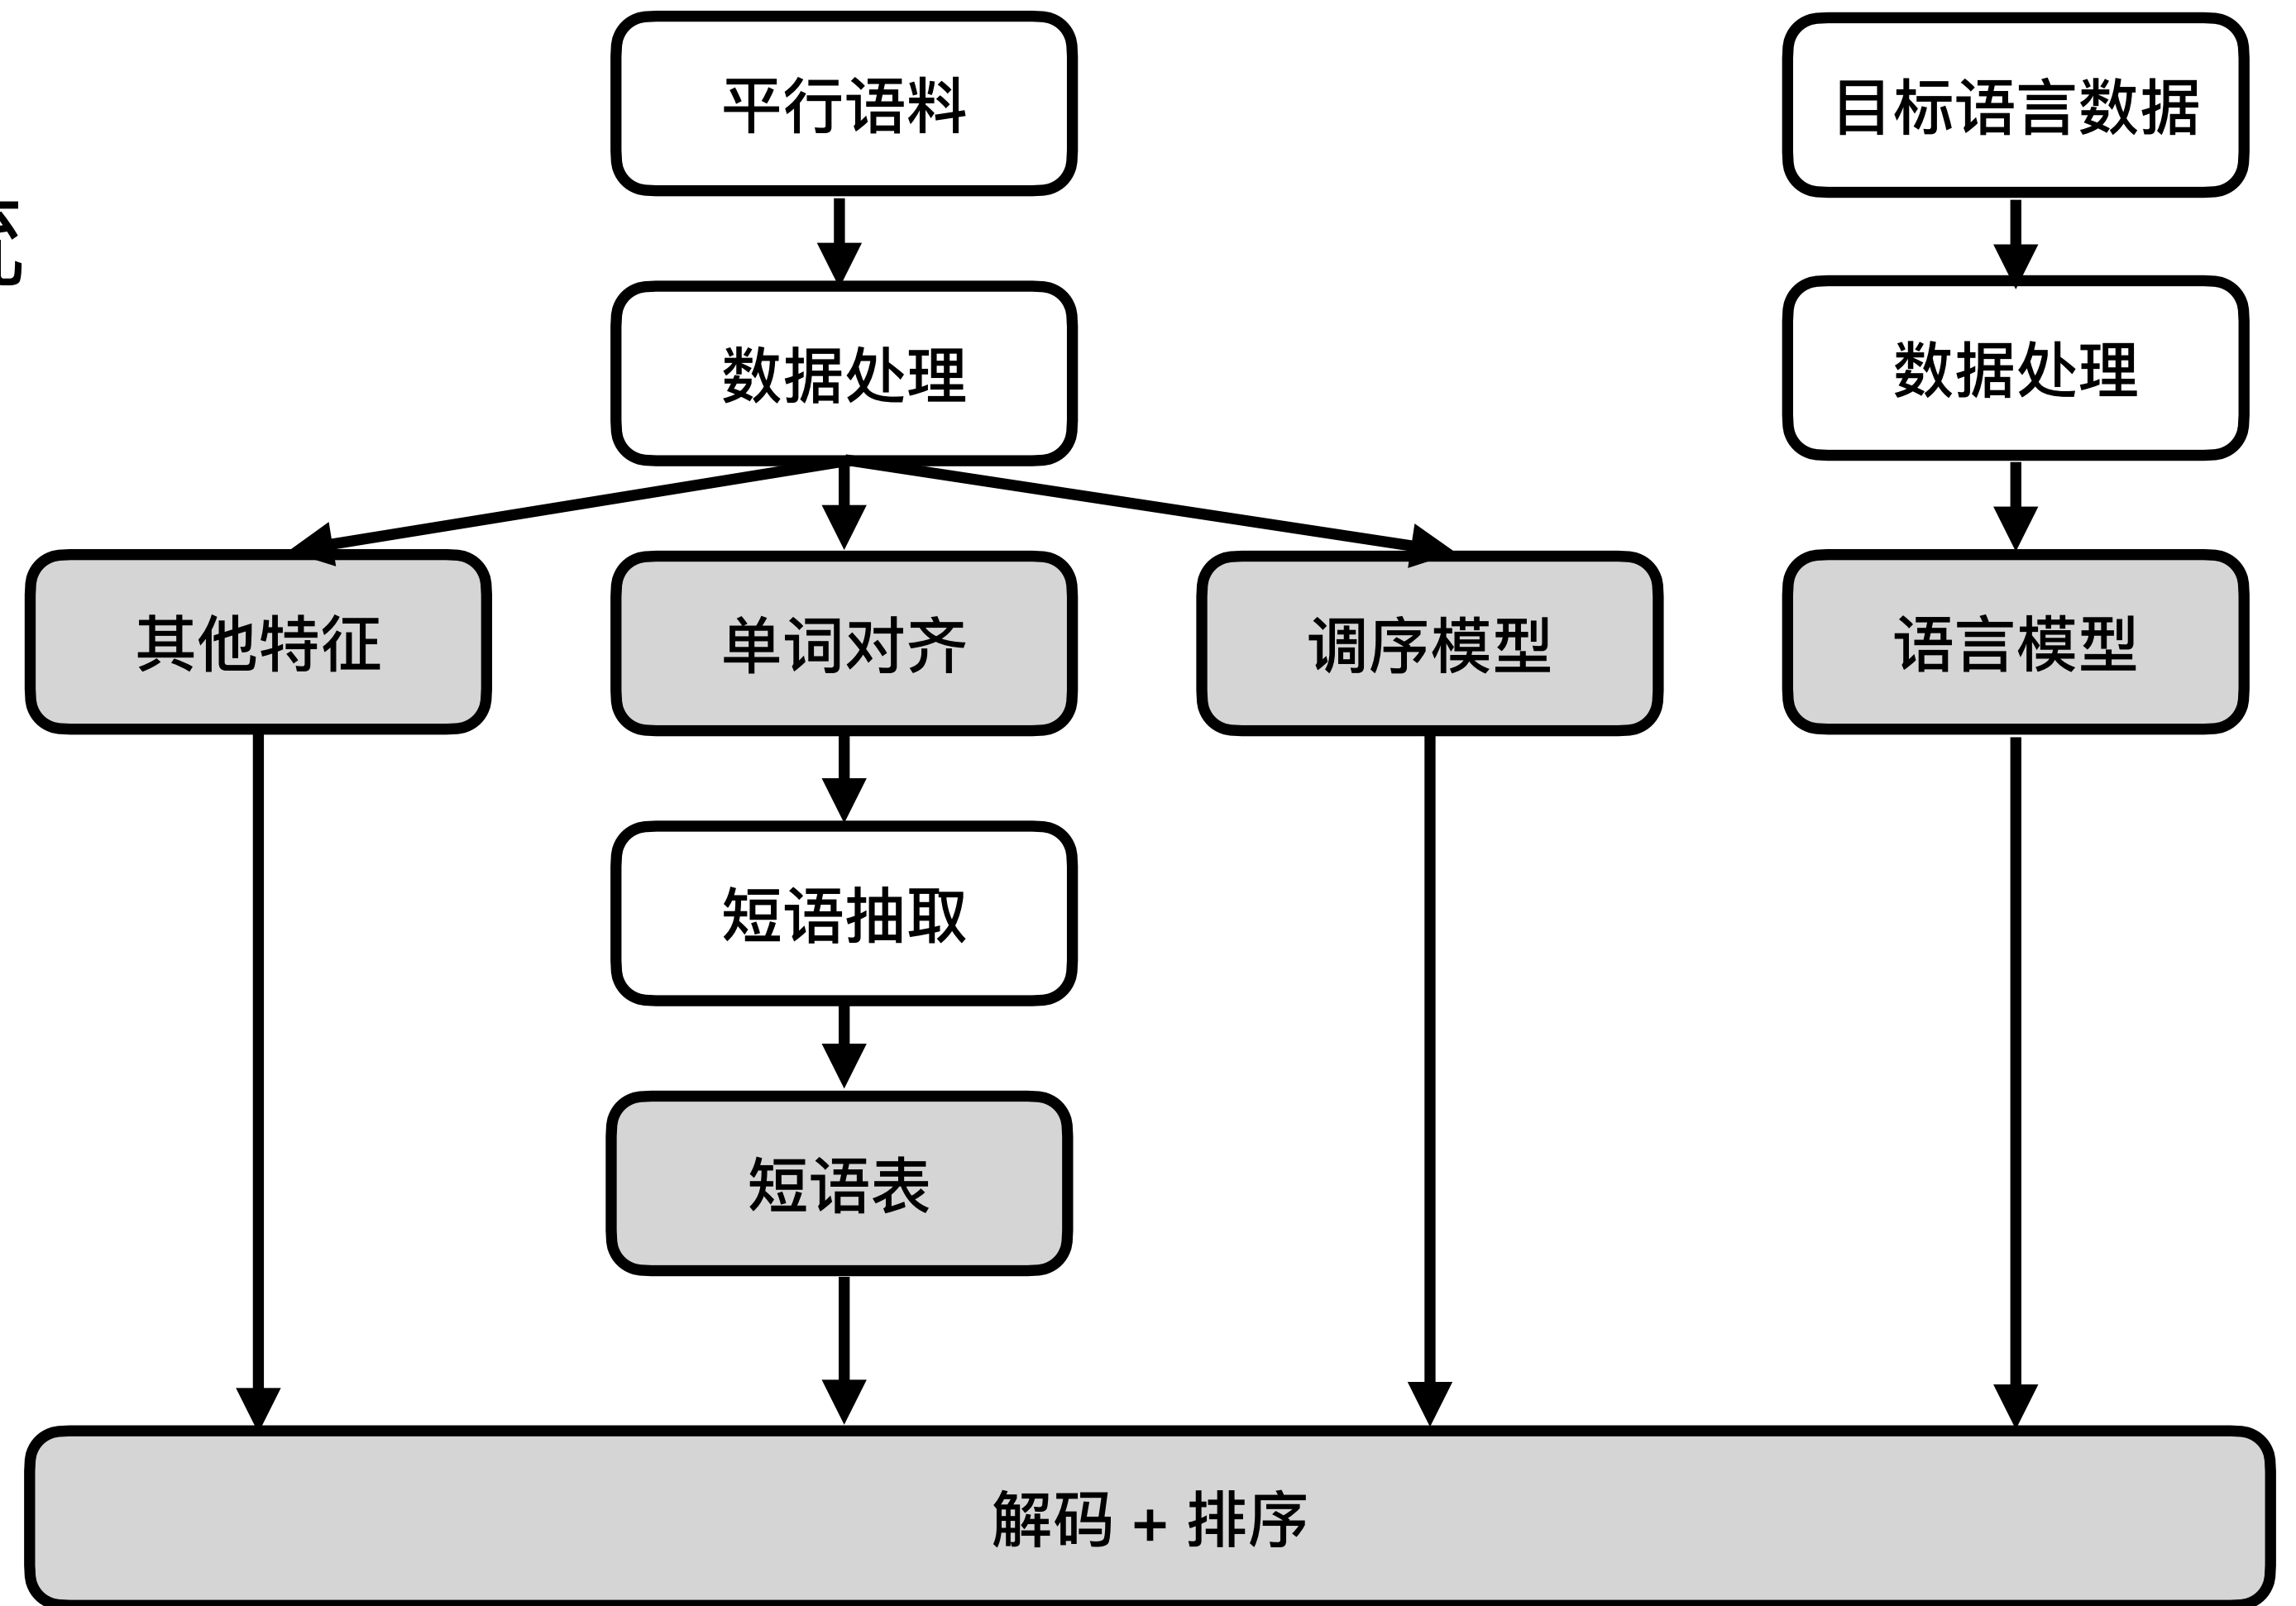 平行语料
目标语言数据
数据处理
数据处理
其他特征
单词对齐
调序模型
语言模型
短语抽取
短语表
解码 + 排序